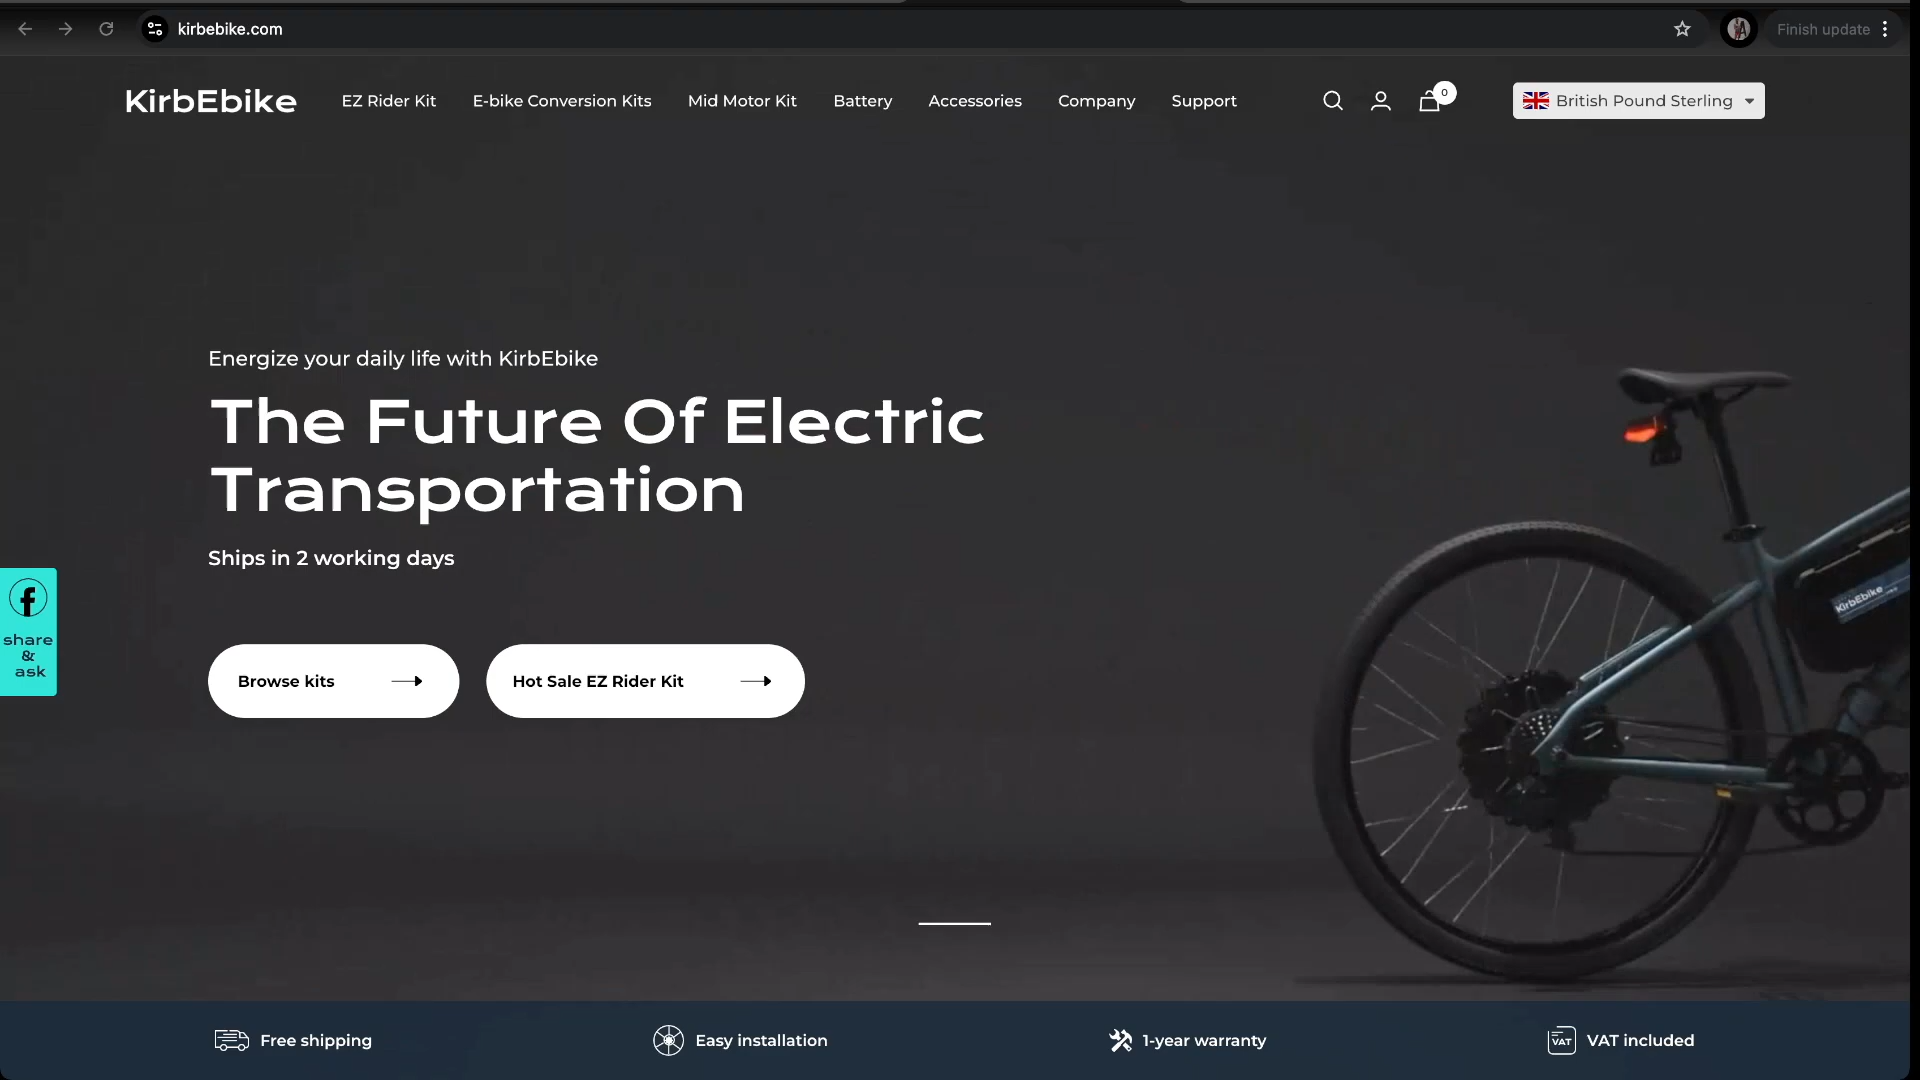 kirbebike.com
Finish update
KirbEbike
EZ Rider Kit
E-bike Conversion Kits
Mid Motor Kit
Battery
Accessories
Company
Support
0
British Pound Sterling
Energize your daily life with KirbEbike
The Future Of Electric
Transportation
Ships in 2 working days
share
&
ask
Browse kits
Hot Sale EZ Rider Kit
KirbEbike
Free shipping
Easy installation
1-year warranty
VAT
VAT included